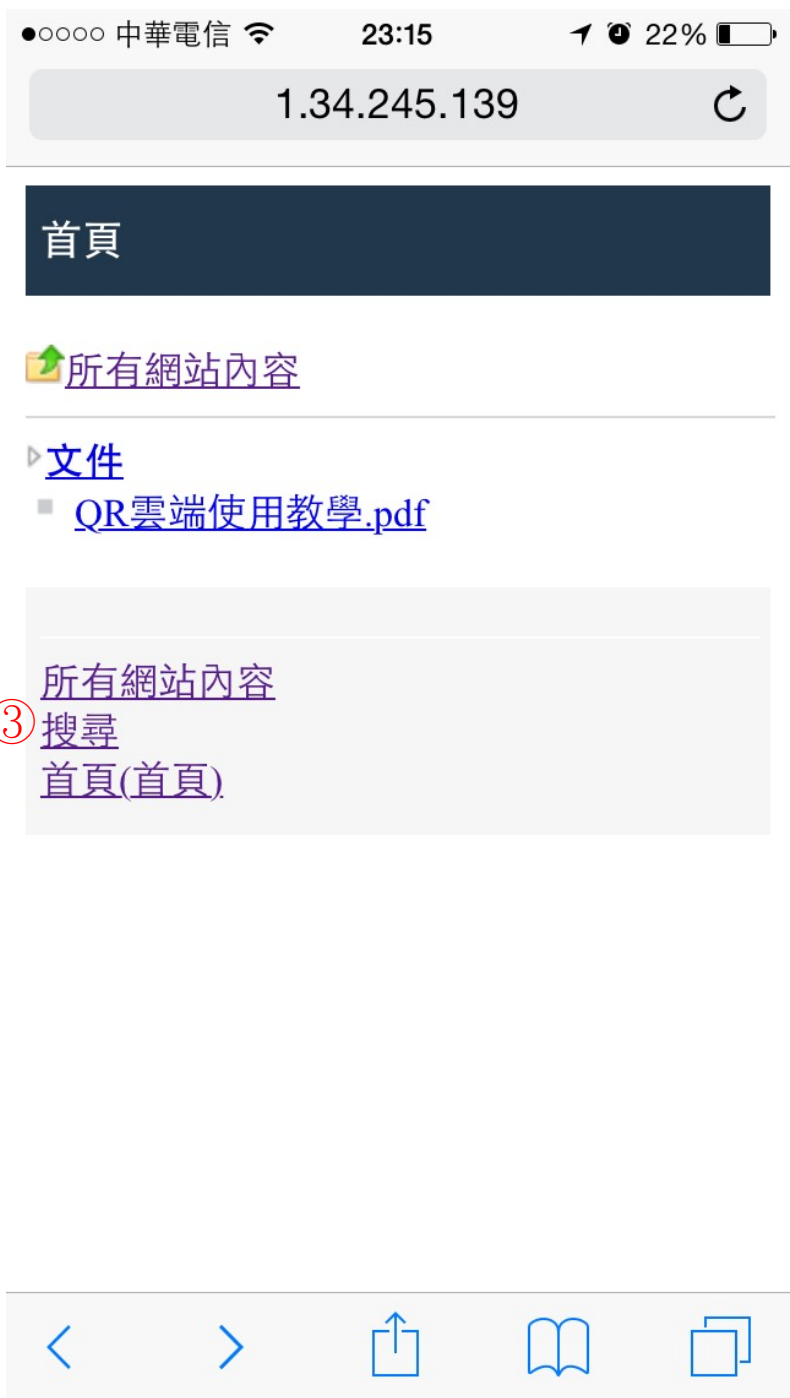 中華電信 23:15 22%
1.34.245.139
首頁
所有網站內容
文件
QR雲端使用教學.pdf
所有網站內容
③搜尋
首頁(首頁)